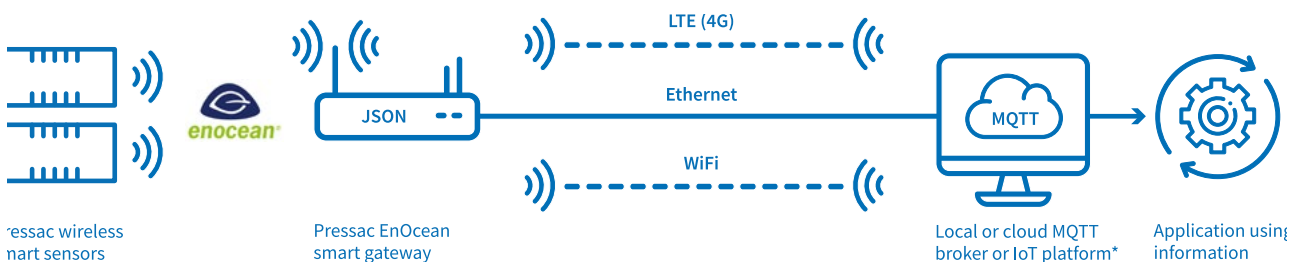 LTE (4G)
Ethernet
WiFi
enocean®
JSON
MQTT
ressac wireless
mart sensors
Pressac EnOcean
smart gateway
Local or cloud MQTT
broker or IoT platform*
Application using
information